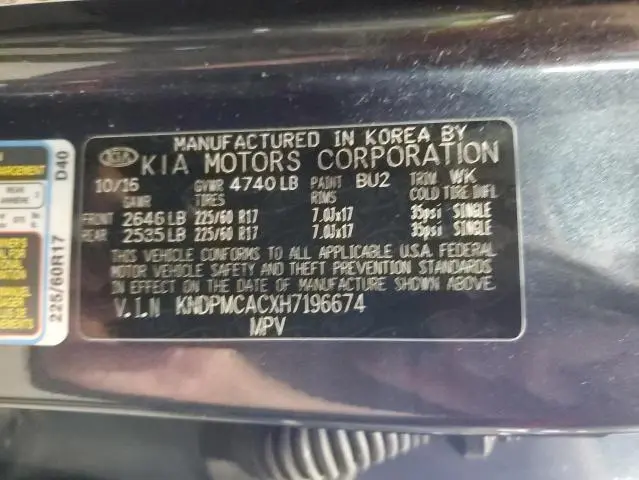 MANUFACTURED IN KOREA BY
KIA KIA MOTORS CORPORATION
10/16 GVWR 4740 LB PAINT BU2 TRIM WK
GAWR TIRES RIMS COLD TIRE INFL
FRONT 2646 LB 225/60 R17 7.0Jx17 35psi SINGLE
REAR 2535 LB 225/60 R17 7.0Jx17 35psi SINGLE
THIS VEHICLE CONFORMS TO ALL APPLICABLE U.S.A. FEDERAL
MOTOR VEHICLE SAFETY AND THEFT PREVENTION STANDARDS
IN EFFECT ON THE DATE OF MANUFACTURE SHOWN ABOVE.
V.I.N KNDPMCACXH7196674
MPV
D40
225/60R17
REAR